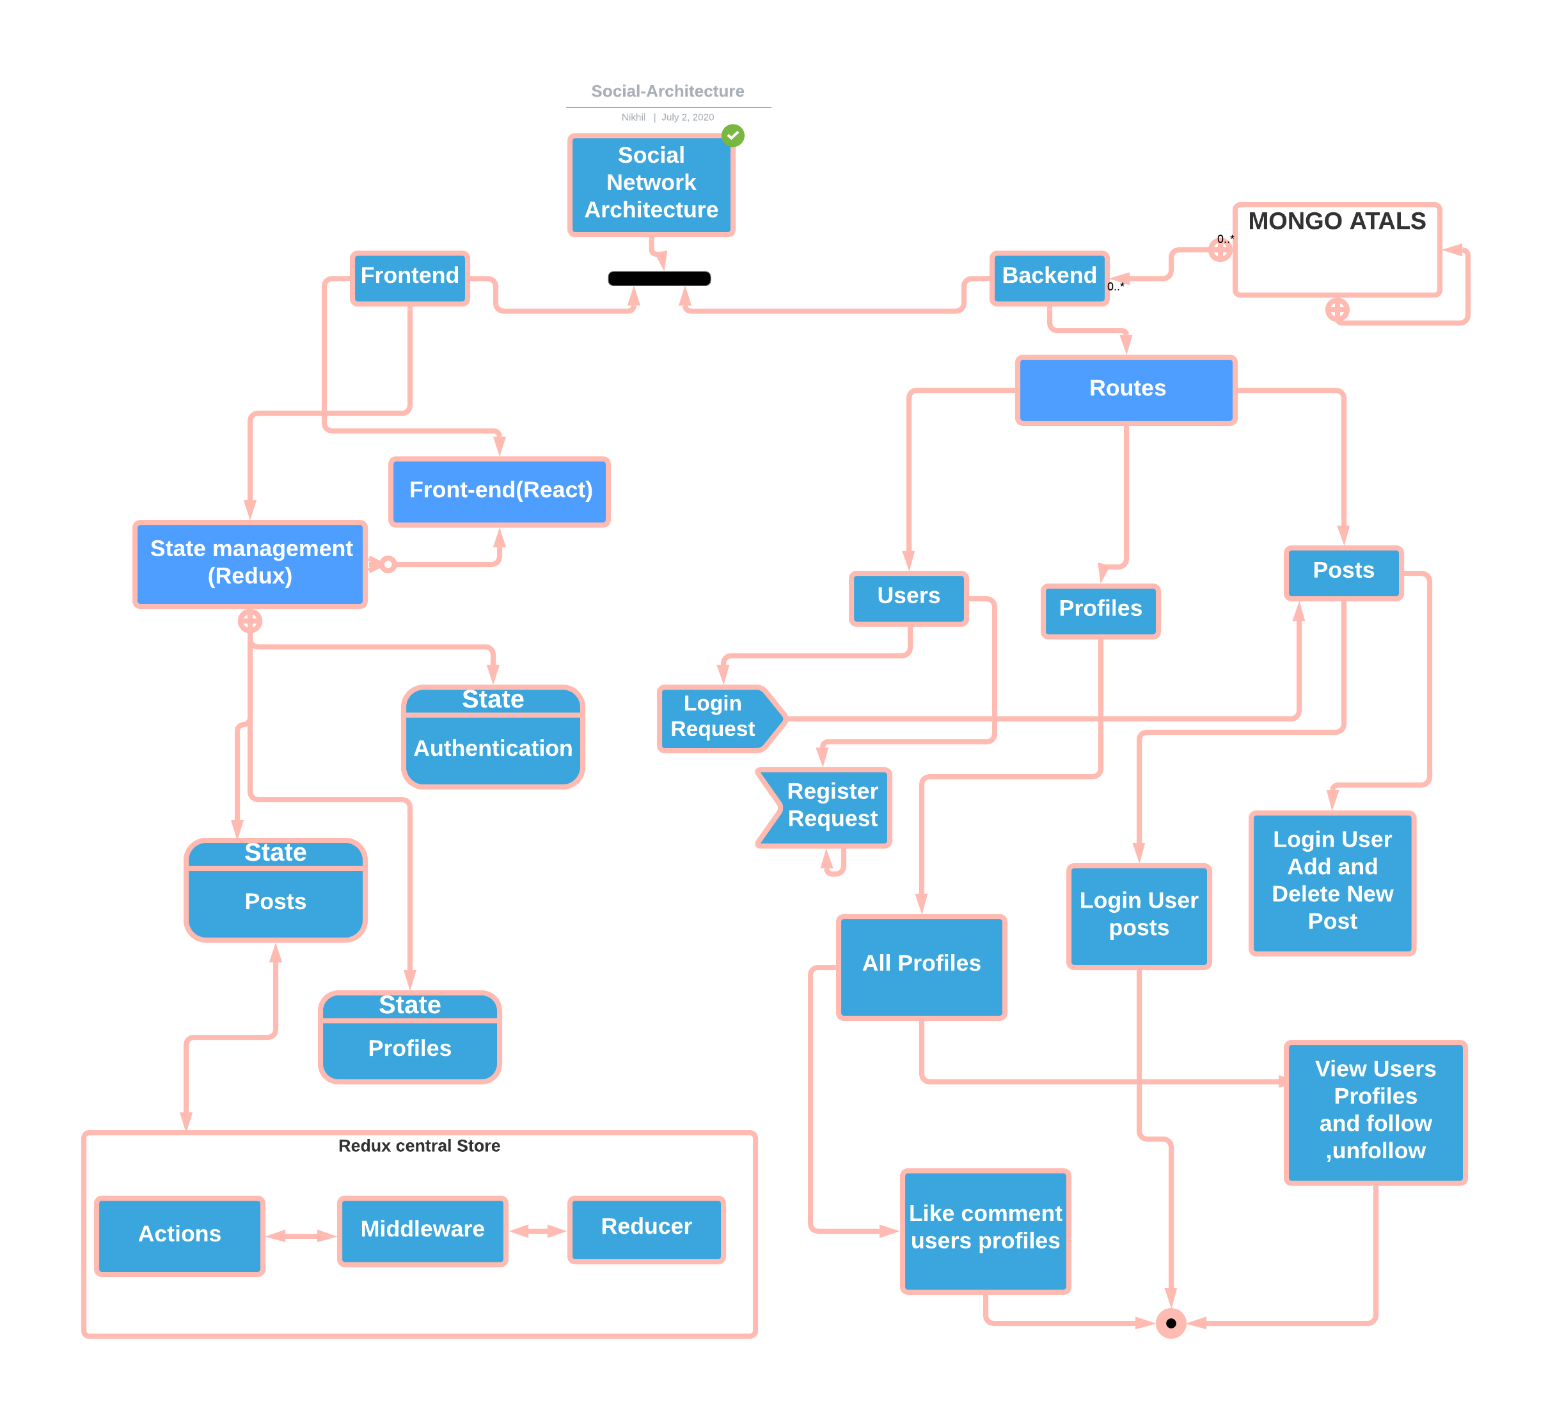 Social-Architecture
Nikhil | July 2, 2020
Social
Network
Architecture
Frontend
Backend
0..*
0..*
MONGO ATALS
Routes
Front-end(React)
State management
(Redux)
Users
Profiles
Posts
State
Authentication
Login
Request
Register
Request
State
Posts
State
Profiles
All Profiles
Login User
posts
Login User
Add and
Delete New
Post
View Users
Profiles
and follow
,unfollow
Like comment
users profiles
Redux central Store
Actions
Middleware
Reducer